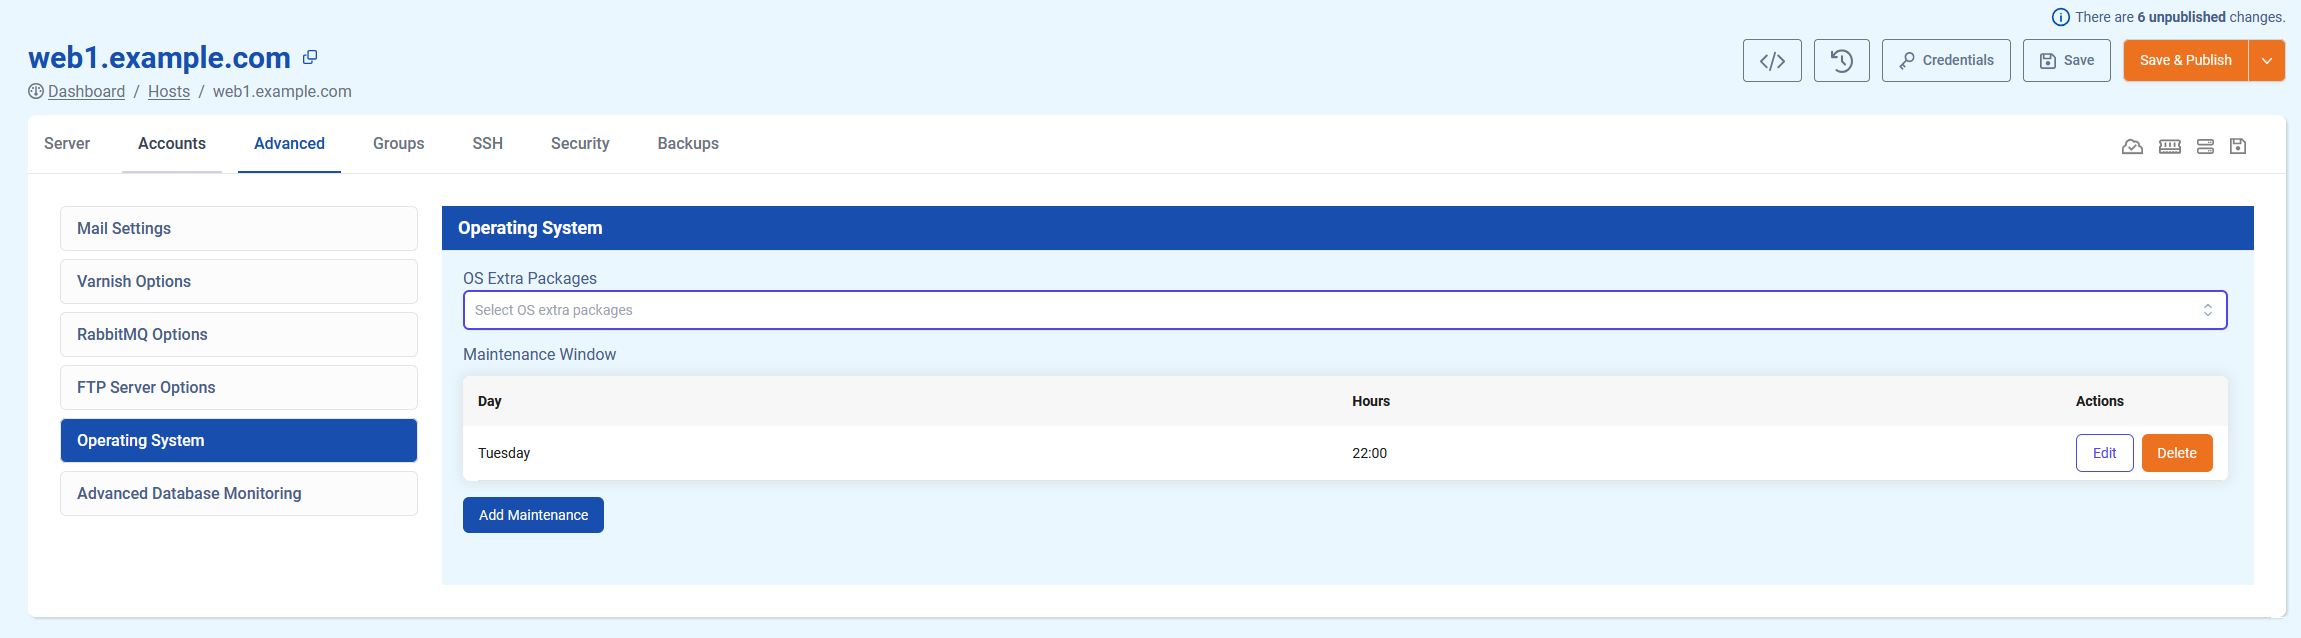 There are 6 unpublished changes.
web1.example.com
Dashboard / Hosts / web1.example.com
Credentials
Save
Save & Publish
Server Accounts Advanced Groups SSH Security Backups
Mail Settings
Varnish Options
RabbitMQ Options
FTP Server Options
Operating System
Advanced Database Monitoring
Operating System
OS Extra Packages
Select OS extra packages
Maintenance Window
Day Hours Actions
Tuesday 22:00 Edit Delete
Add Maintenance